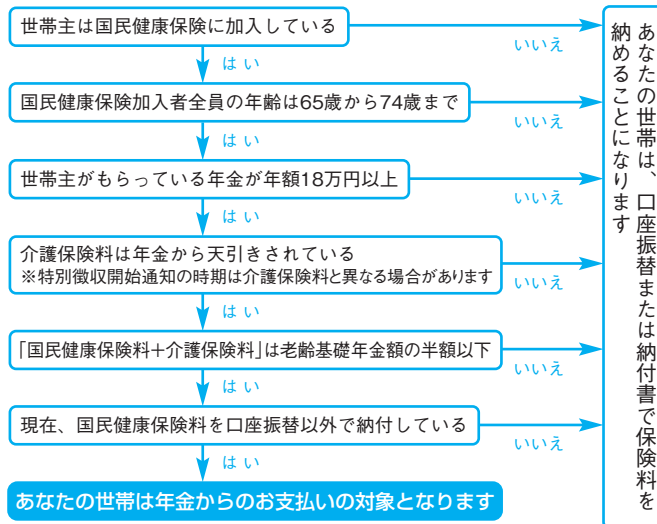 世帯主は国民健康保険に加入している
いいえ
はい
国民健康保険加入者全員の年齢は65歳から74歳まで
いいえ
はい
世帯主がもらっている年金が年額18万円以上
いいえ
はい
介護保険料は年金から天引きされている
※特別徴収開始通知の時期は介護保険料と異なる場合があります
いいえ
はい
「国民健康保険料+介護保険料」は老齢基礎年金額の半額以下
いいえ
はい
現在、国民健康保険料を口座振替以外で納付している
いいえ
はい
あなたの世帯は年金からのお支払いの対象となります
あなたの世帯は、口座振替または納付書で保険料を
納めることになります